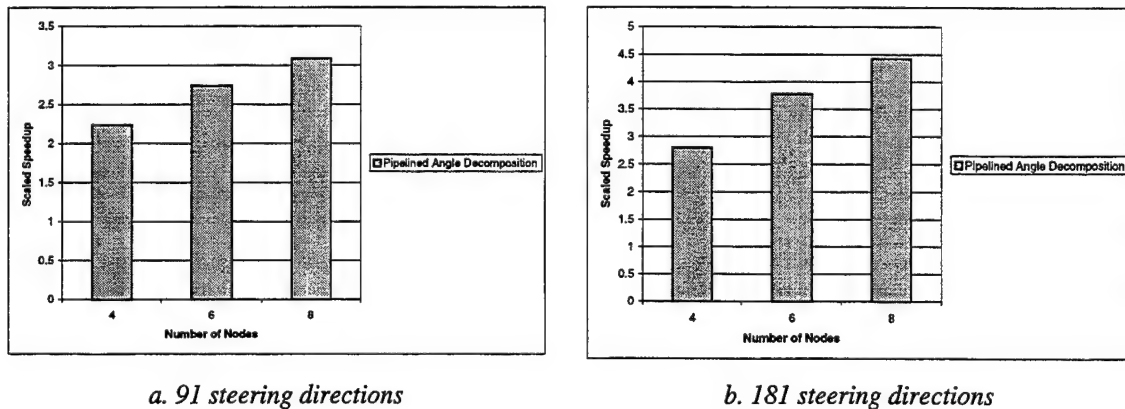 3.5
3
2.5
2
1.5
1
0.5
0
Scaled Speedup
4 6 8
Number of Nodes
Pipelined Angle Decomposition
a. 91 steering directions
5
4.5
4
3.5
3
2.5
2
1.5
1
0.5
0
Scaled Speedup
4 6 8
Number of Nodes
Pipelined Angle Decomposition
b. 181 steering directions